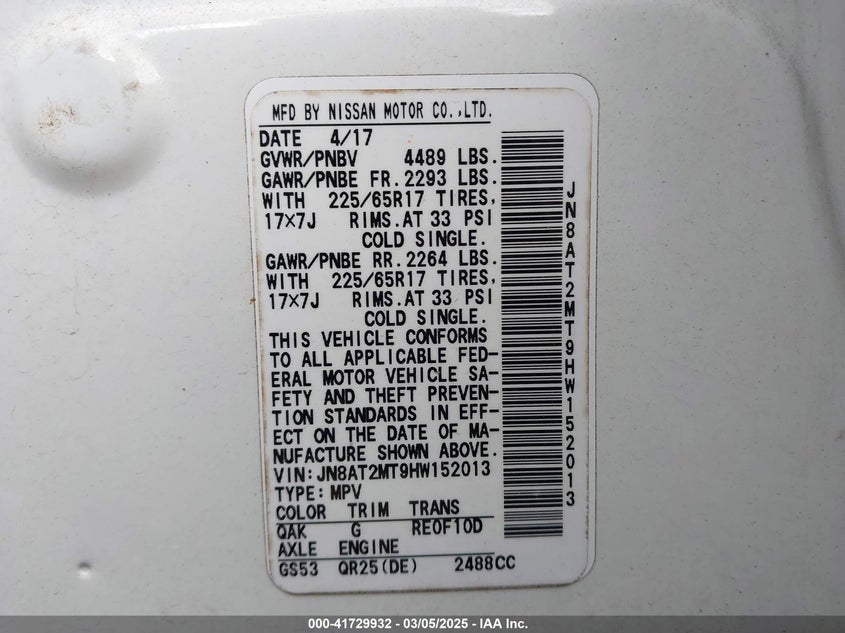 MFD BY NISSAN MOTOR CO.,LTD.
DATE 4/17
GVWR/PNBV 4489 LBS.
GAWR/PNBE FR.2293 LBS.
WITH 225/65R17 TIRES,
17×7J RIMS.AT 33 PSI
COLD SINGLE.
GAWR/PNBE RR.2264 LBS.
WITH 225/65R17 TIRES,
17×7J RIMS.AT 33 PSI
COLD SINGLE.
THIS VEHICLE CONFORMS
TO ALL APPLICABLE FED-
ERAL MOTOR VEHICLE SA-
FETY AND THEFT PREVEN-
TION STANDARDS IN EFF-
ECT ON THE DATE OF MA-
NUFACTURE SHOWN ABOVE.
VIN:JN8AT2MT9HW152013
TYPE:MPV
COLOR TRIM TRANS
QAK G RE0F10D
AXLE ENGINE
GS53 QR25(DE) 2488CC
JN8AT2MT9HW152013
000-41729932 - 03/05/2025 - IAA Inc.